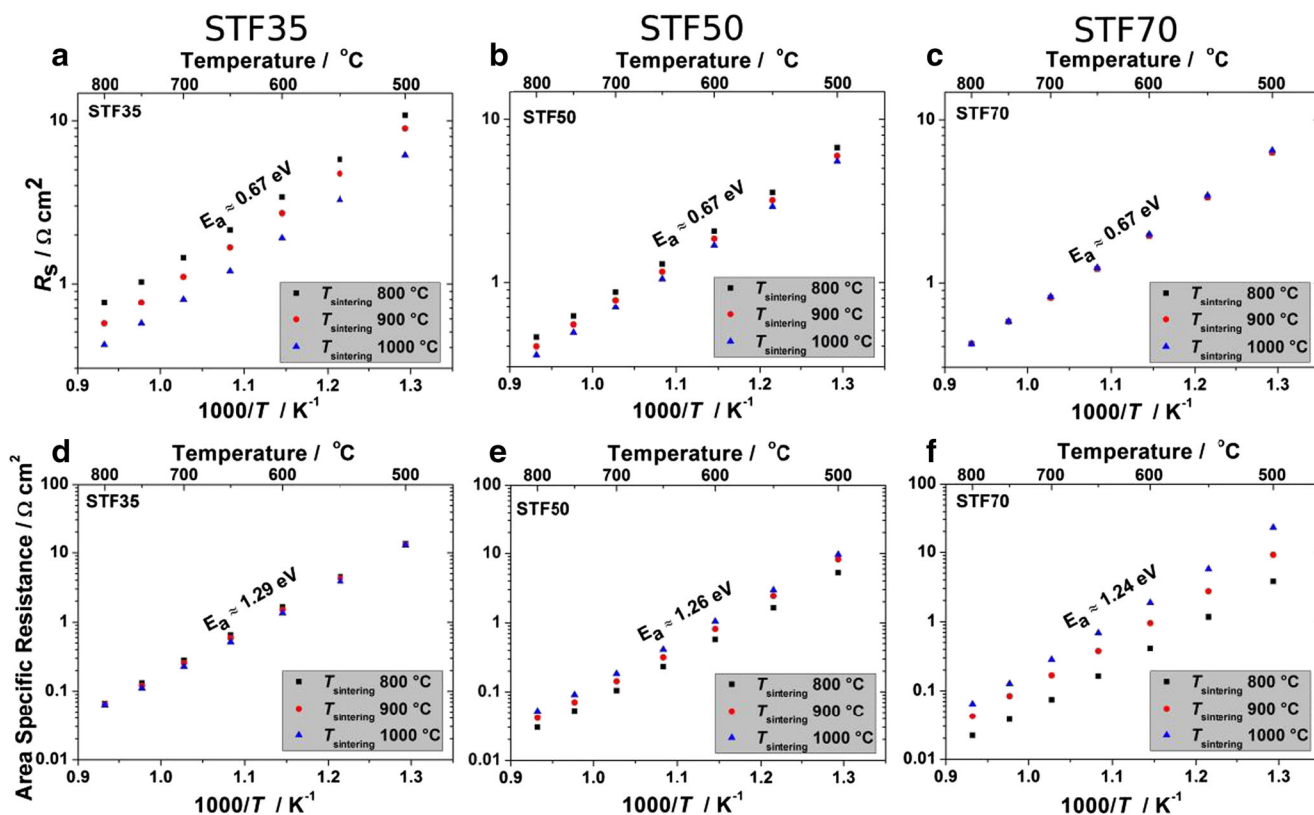 STF35 STF50 STF70
a Temperature / °C b Temperature / °C c Temperature / °C
800 700 600 500 800 700 600 500 800 700 600 500
STF35 STF50 STF70
10 10 10
Rs / Ω cm²
Ea ≈ 0.67 eV Ea ≈ 0.67 eV Ea ≈ 0.67 eV
1 1 1
Tsintering 800 °C Tsintering 800 °C Tsintering 800 °C
Tsintering 900 °C Tsintering 900 °C Tsintering 900 °C
Tsintering 1000 °C Tsintering 1000 °C Tsintering 1000 °C
0.9 1.0 1.1 1.2 1.3 0.9 1.0 1.1 1.2 1.3 0.9 1.0 1.1 1.2 1.3
1000/T / K⁻¹ 1000/T / K⁻¹ 1000/T / K⁻¹
d Temperature / °C e Temperature / °C f Temperature / °C
800 700 600 500 800 700 600 500 800 700 600 500
100 100 100
STF35 STF50 STF70
Area Specific Resistance / Ω cm²
10 10 10
Ea ≈ 1.29 eV Ea ≈ 1.26 eV Ea ≈ 1.24 eV
1 1 1
0.1 0.1 0.1
Tsintering 800 °C Tsintering 800 °C Tsintering 800 °C
Tsintering 900 °C Tsintering 900 °C Tsintering 900 °C
Tsintering 1000 °C Tsintering 1000 °C Tsintering 1000 °C
0.01 0.01 0.01
0.9 1.0 1.1 1.2 1.3 0.9 1.0 1.1 1.2 1.3 0.9 1.0 1.1 1.2 1.3
1000/T / K⁻¹ 1000/T / K⁻¹ 1000/T / K⁻¹